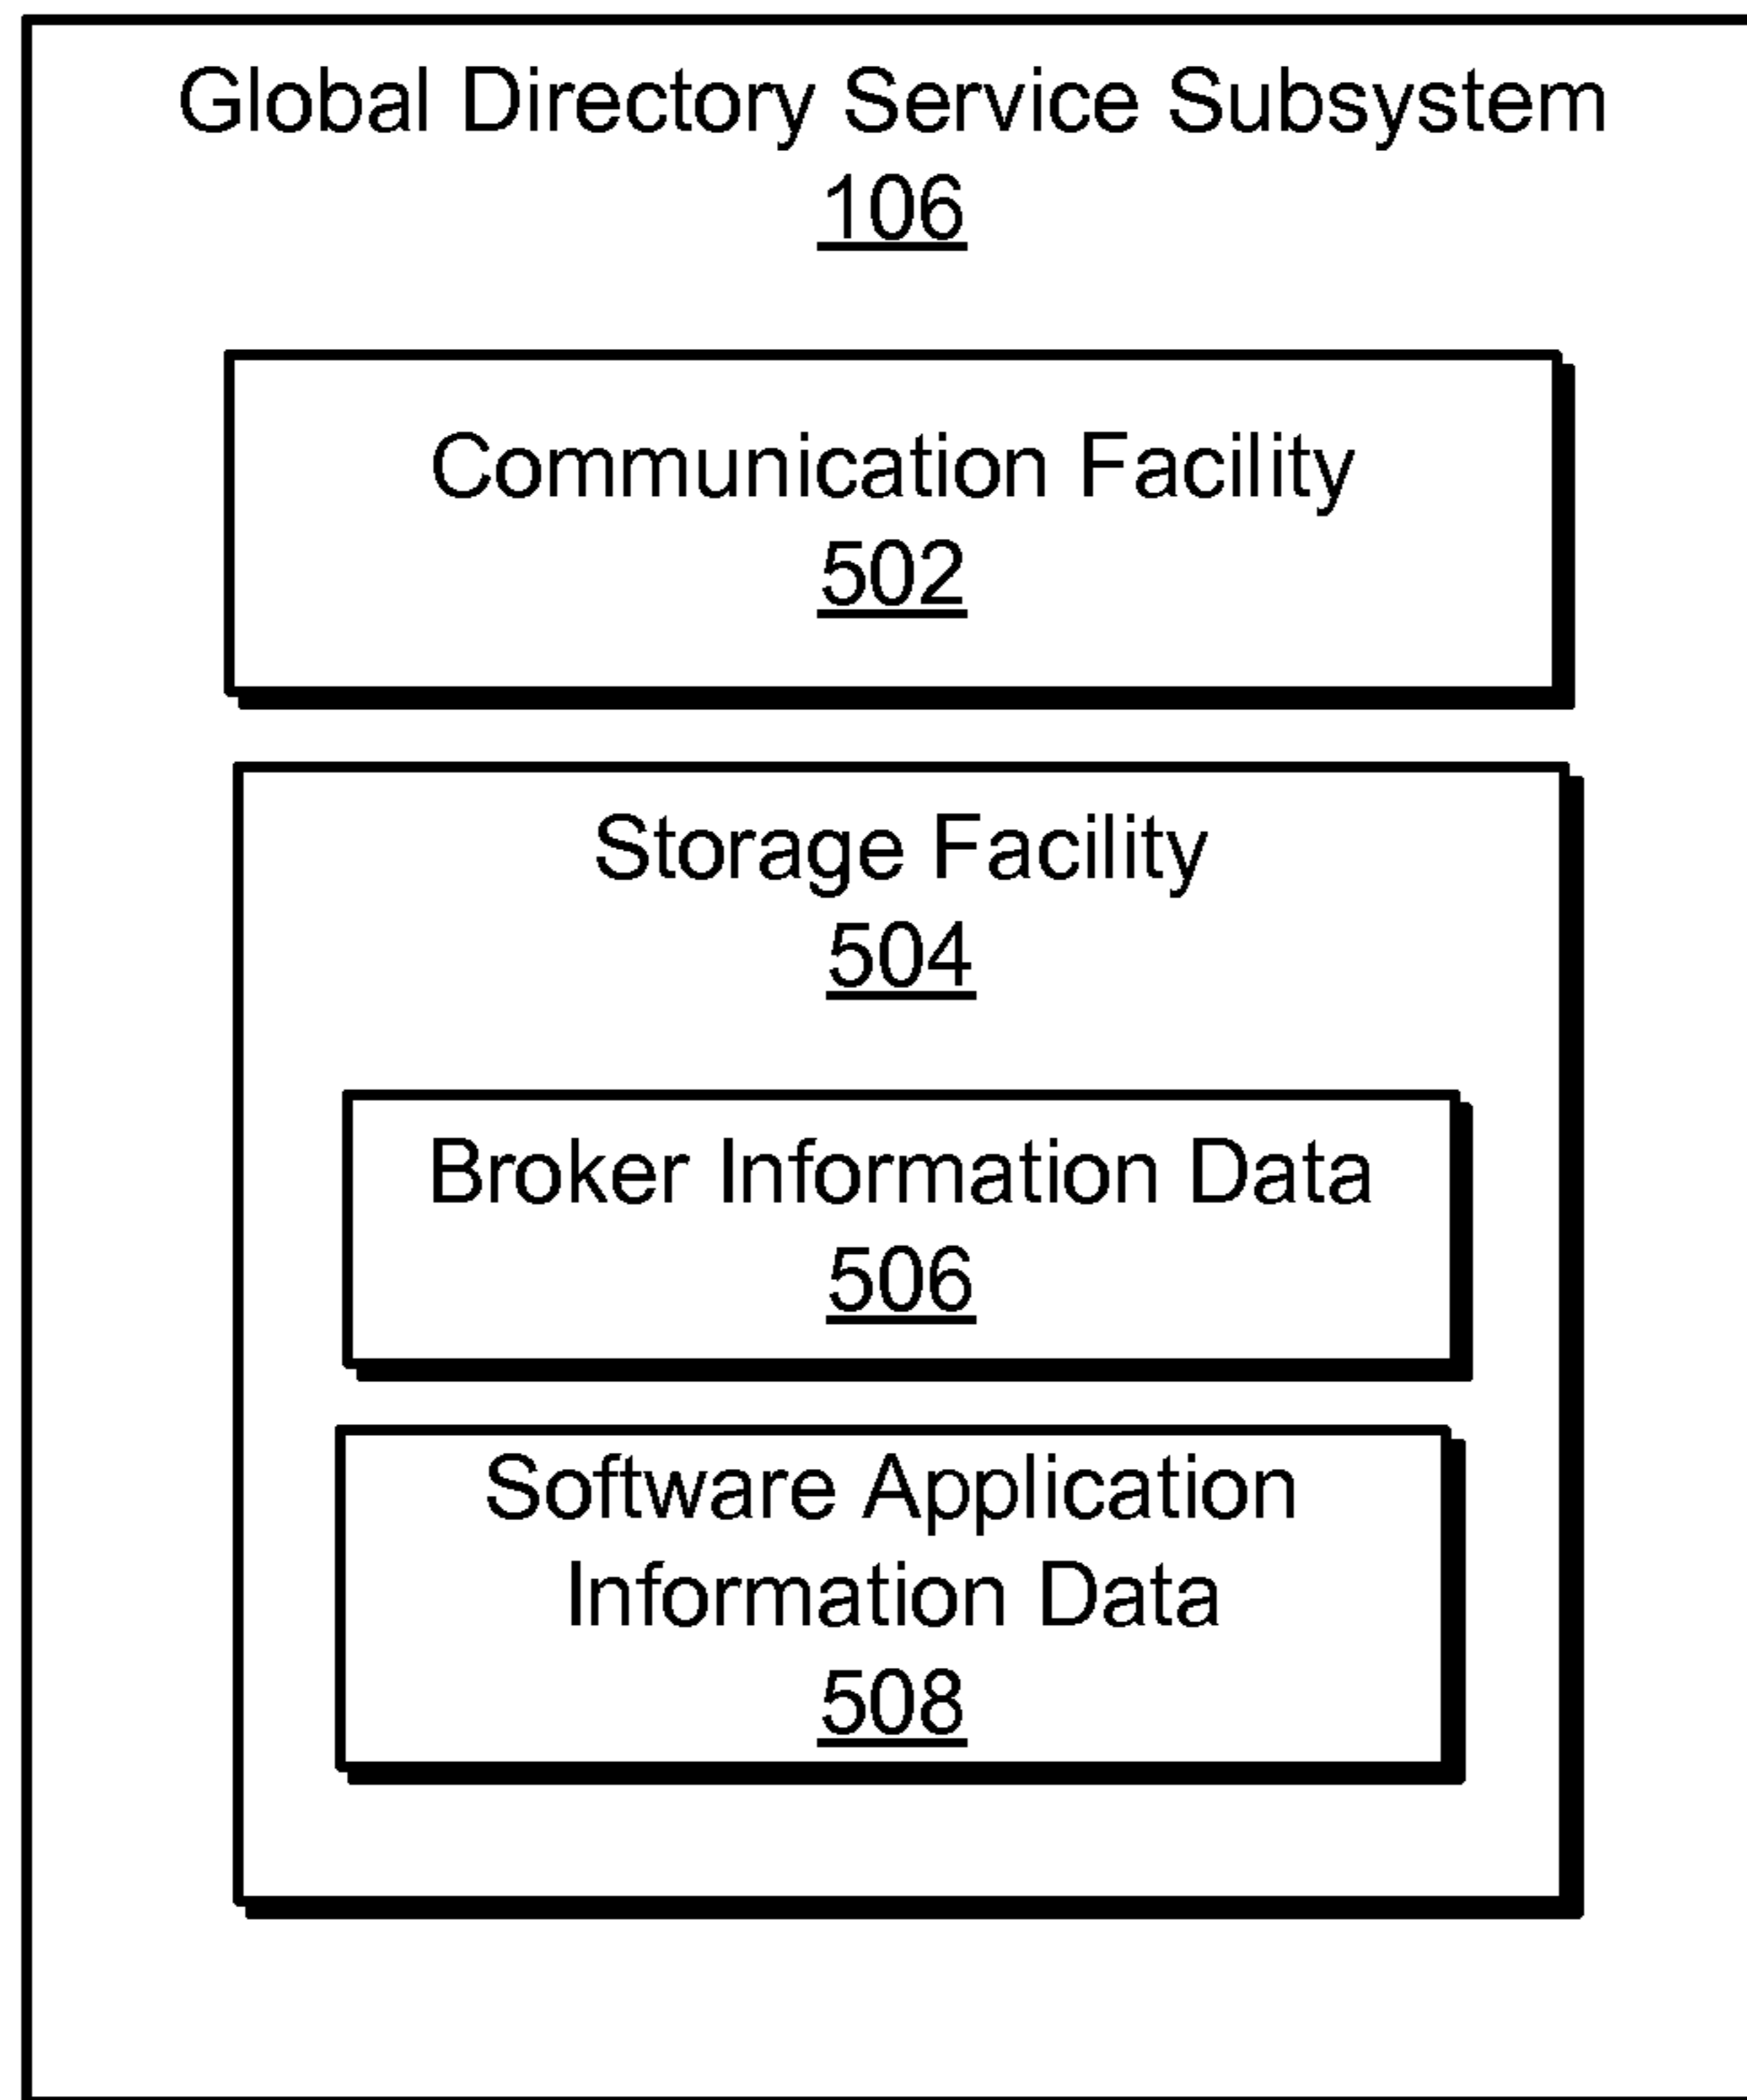 Global Directory Service Subsystem
106
Communication Facility
502
Storage Facility
504
Broker Information Data
506
Software Application
Information Data
508